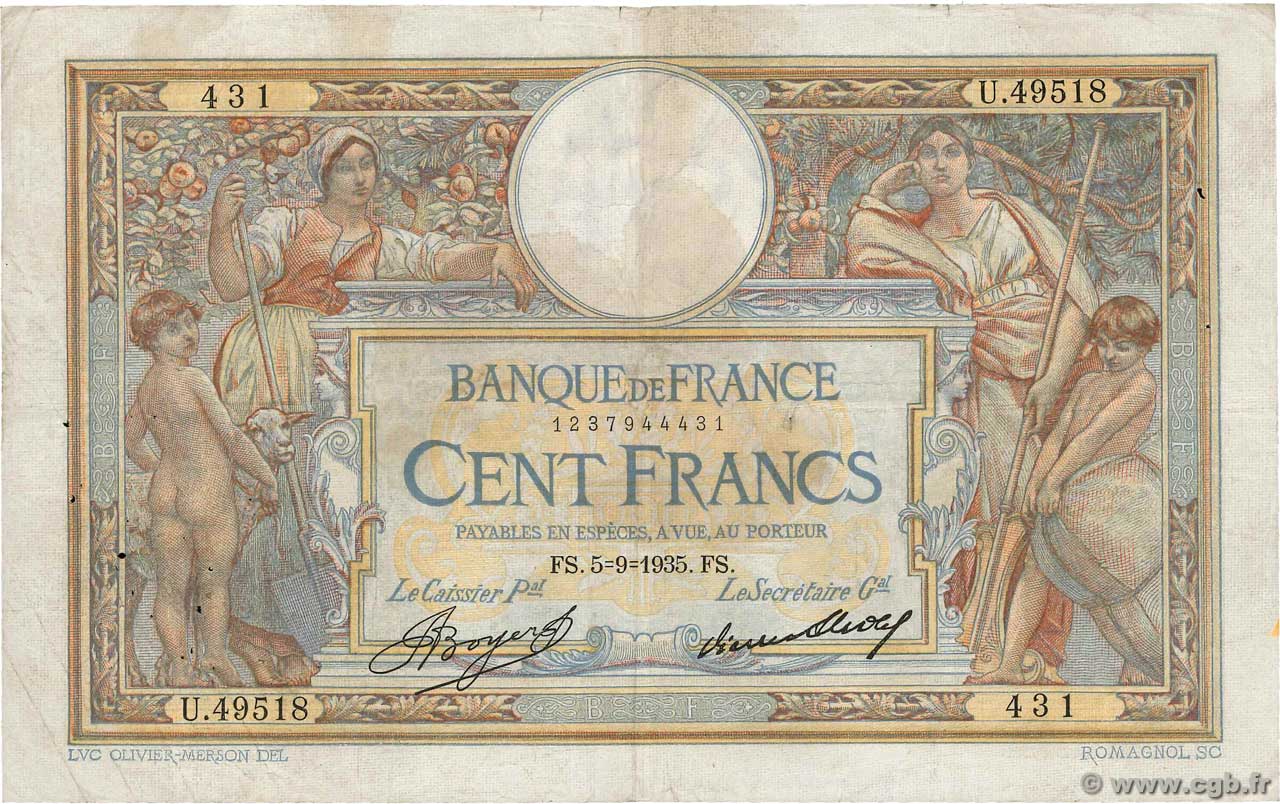 431
U.49518
B F
B F
BANQUE DE FRANCE
1237944431
CENT FRANCS
PAYABLES EN ESPÈCES, A VUE, AU PORTEUR
FS. 5=9=1935. FS.
Le Caissier Pal
Le Secrétaire Gal
A Boyer
U.49518
B F
431
LVC OLIVIER-MERSON DEL
ROMAGNOL SC
© www.cgb.fr